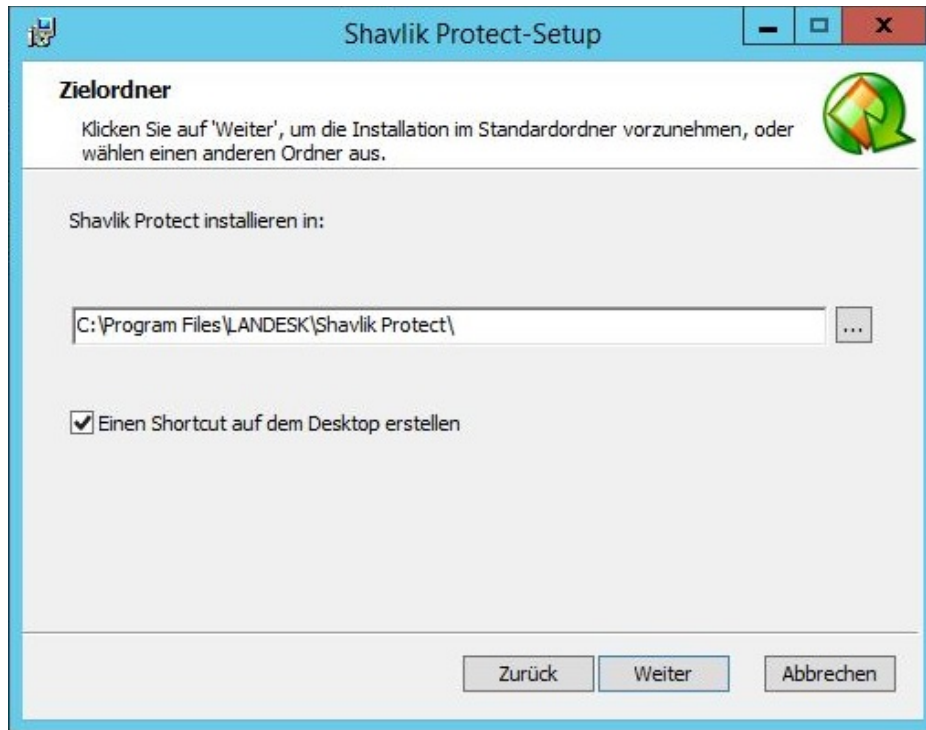 Shavlik Protect-Setup
Zielordner
Klicken Sie auf 'Weiter', um die Installation im Standardordner vorzunehmen, oder
wählen einen anderen Ordner aus.
Shavlik Protect installieren in:
C:\Program Files\LANDESK\Shavlik Protect\
...
Einen Shortcut auf dem Desktop erstellen
Zurück
Weiter
Abbrechen